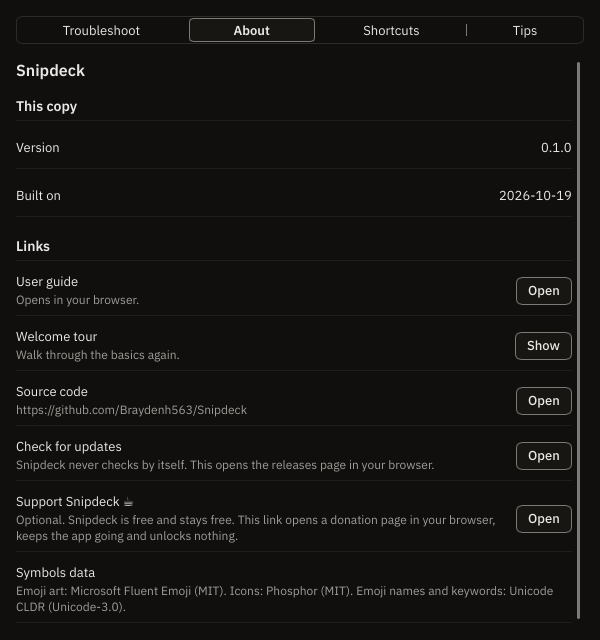 Troubleshoot About Shortcuts Tips
Snipdeck
This copy
Version 0.1.0
Built on 2026-10-19
Links
User guide
Opens in your browser.
Open
Welcome tour
Walk through the basics again.
Show
Source code
https://github.com/Braydenh563/Snipdeck
Open
Check for updates
Snipdeck never checks by itself. This opens the releases page in your browser.
Open
Support Snipdeck ☕
Optional. Snipdeck is free and stays free. This link opens a donation page in your browser,
keeps the app going and unlocks nothing.
Open
Symbols data
Emoji art: Microsoft Fluent Emoji (MIT). Icons: Phosphor (MIT). Emoji names and keywords: Unicode
CLDR (Unicode-3.0).